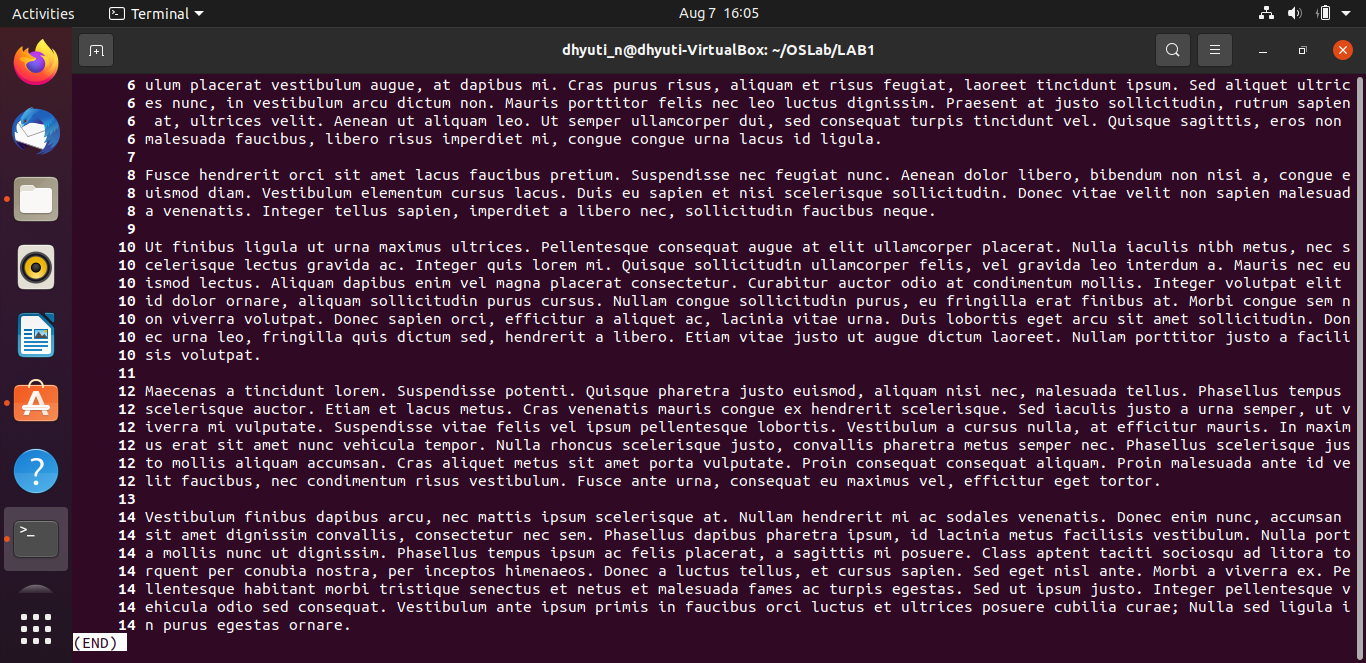 Activities Terminal Aug 7 16:05
dhyuti_n@dhyuti-VirtualBox: ~/OSLab/LAB1
6 ulum placerat vestibulum augue, at dapibus mi. Cras purus risus, aliquam et risus feugiat, laoreet tincidunt ipsum. Sed aliquet ultric
6 es nunc, in vestibulum arcu dictum non. Mauris porttitor felis nec leo luctus dignissim. Praesent at justo sollicitudin, rutrum sapien
6  at, ultrices velit. Aenean ut aliquam leo. Ut semper ullamcorper dui, sed consequat turpis tincidunt vel. Quisque sagittis, eros non
6 malesuada faucibus, libero risus imperdiet mi, congue congue urna lacus id ligula.
7
8 Fusce hendrerit orci sit amet lacus faucibus pretium. Suspendisse nec feugiat nunc. Aenean dolor libero, bibendum non nisi a, congue e
8 uismod diam. Vestibulum elementum cursus lacus. Duis eu sapien et nisi scelerisque sollicitudin. Donec vitae velit non sapien malesuad
8 a venenatis. Integer tellus sapien, imperdiet a libero nec, sollicitudin faucibus neque.
9
10 Ut finibus ligula ut urna maximus ultrices. Pellentesque consequat augue at elit ullamcorper placerat. Nulla iaculis nibh metus, nec s
10 celerisque lectus gravida ac. Integer quis lorem mi. Quisque sollicitudin ullamcorper felis, vel gravida leo interdum a. Mauris nec eu
10 ismod lectus. Aliquam dapibus enim vel magna placerat consectetur. Curabitur auctor odio at condimentum mollis. Integer volutpat elit
10 id dolor ornare, aliquam sollicitudin purus cursus. Nullam congue sollicitudin purus, eu fringilla erat finibus at. Morbi congue sem n
10 on viverra volutpat. Donec sapien orci, efficitur a aliquet ac, lacinia vitae urna. Duis lobortis eget arcu sit amet sollicitudin. Don
10 ec urna leo, fringilla quis dictum sed, hendrerit a libero. Etiam vitae justo ut augue dictum laoreet. Nullam porttitor justo a facili
10 sis volutpat.
11
12 Maecenas a tincidunt lorem. Suspendisse potenti. Quisque pharetra justo euismod, aliquam nisi nec, malesuada tellus. Phasellus tempus
12 scelerisque auctor. Etiam et lacus metus. Cras venenatis mauris congue ex hendrerit scelerisque. Sed iaculis justo a urna semper, ut v
12 iverra mi vulputate. Suspendisse vitae felis vel ipsum pellentesque lobortis. Vestibulum a cursus nulla, at efficitur mauris. In maxim
12 us erat sit amet nunc vehicula tempor. Nulla rhoncus scelerisque justo, convallis pharetra metus semper nec. Phasellus scelerisque jus
12 to mollis aliquam accumsan. Cras aliquet metus sit amet porta vulputate. Proin consequat consequat aliquam. Proin malesuada ante id ve
12 lit faucibus, nec condimentum risus vestibulum. Fusce ante urna, consequat eu maximus vel, efficitur eget tortor.
13
14 Vestibulum finibus dapibus arcu, nec mattis ipsum scelerisque at. Nullam hendrerit mi ac sodales venenatis. Donec enim nunc, accumsan
14 sit amet dignissim convallis, consectetur nec sem. Phasellus dapibus pharetra ipsum, id lacinia metus facilisis vestibulum. Nulla port
14 a mollis nunc ut dignissim. Phasellus tempus ipsum ac felis placerat, a sagittis mi posuere. Class aptent taciti sociosqu ad litora to
14 rquent per conubia nostra, per inceptos himenaeos. Donec a luctus tellus, et cursus sapien. Sed eget nisl ante. Morbi a viverra ex. Pe
14 llentesque habitant morbi tristique senectus et netus et malesuada fames ac turpis egestas. Sed ut ipsum justo. Integer pellentesque v
14 ehicula odio sed consequat. Vestibulum ante ipsum primis in faucibus orci luctus et ultrices posuere cubilia curae; Nulla sed ligula i
14 n purus egestas ornare.
(END)